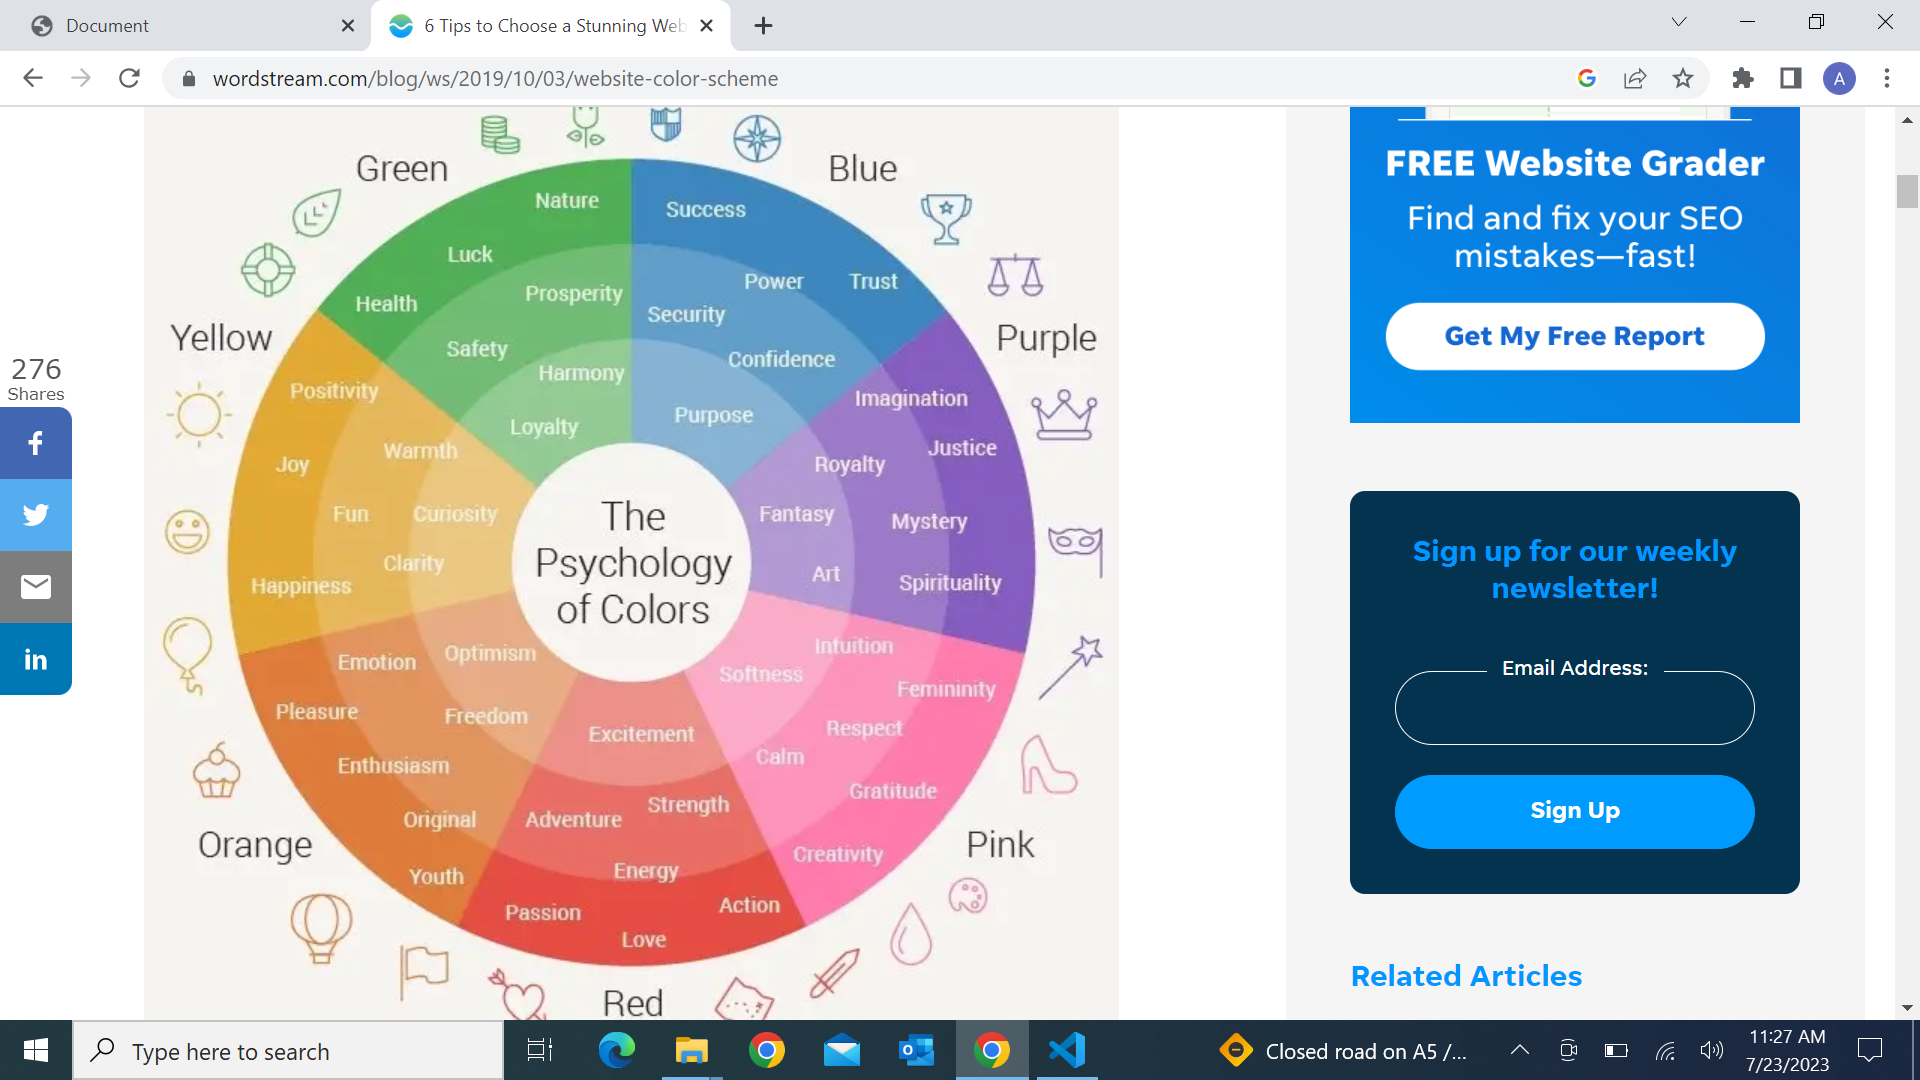 Document
6 Tips to Choose a Stunning Web
wordstream.com/blog/ws/2019/10/03/website-color-scheme
A
276
Shares
f
in
Green
Nature
Luck
Health
Prosperity
Safety
Harmony
Loyalty
Blue
Success
Power
Trust
Security
Confidence
Purpose
Purple
Imagination
Justice
Royalty
Fantasy
Mystery
Art
Spirituality
Yellow
Positivity
Warmth
Joy
Fun
Curiosity
Clarity
Happiness
The
Psychology
of Colors
Orange
Emotion
Optimism
Pleasure
Freedom
Enthusiasm
Original
Youth
Red
Excitement
Strength
Adventure
Energy
Passion
Action
Love
Pink
Intuition
Softness
Femininity
Respect
Calm
Gratitude
Creativity
FREE Website Grader
Find and fix your SEO
mistakes—fast!
Get My Free Report
Sign up for our weekly
newsletter!
Email Address:
Sign Up
Related Articles
Type here to search
Closed road on A5 /...
11:27 AM
7/23/2023